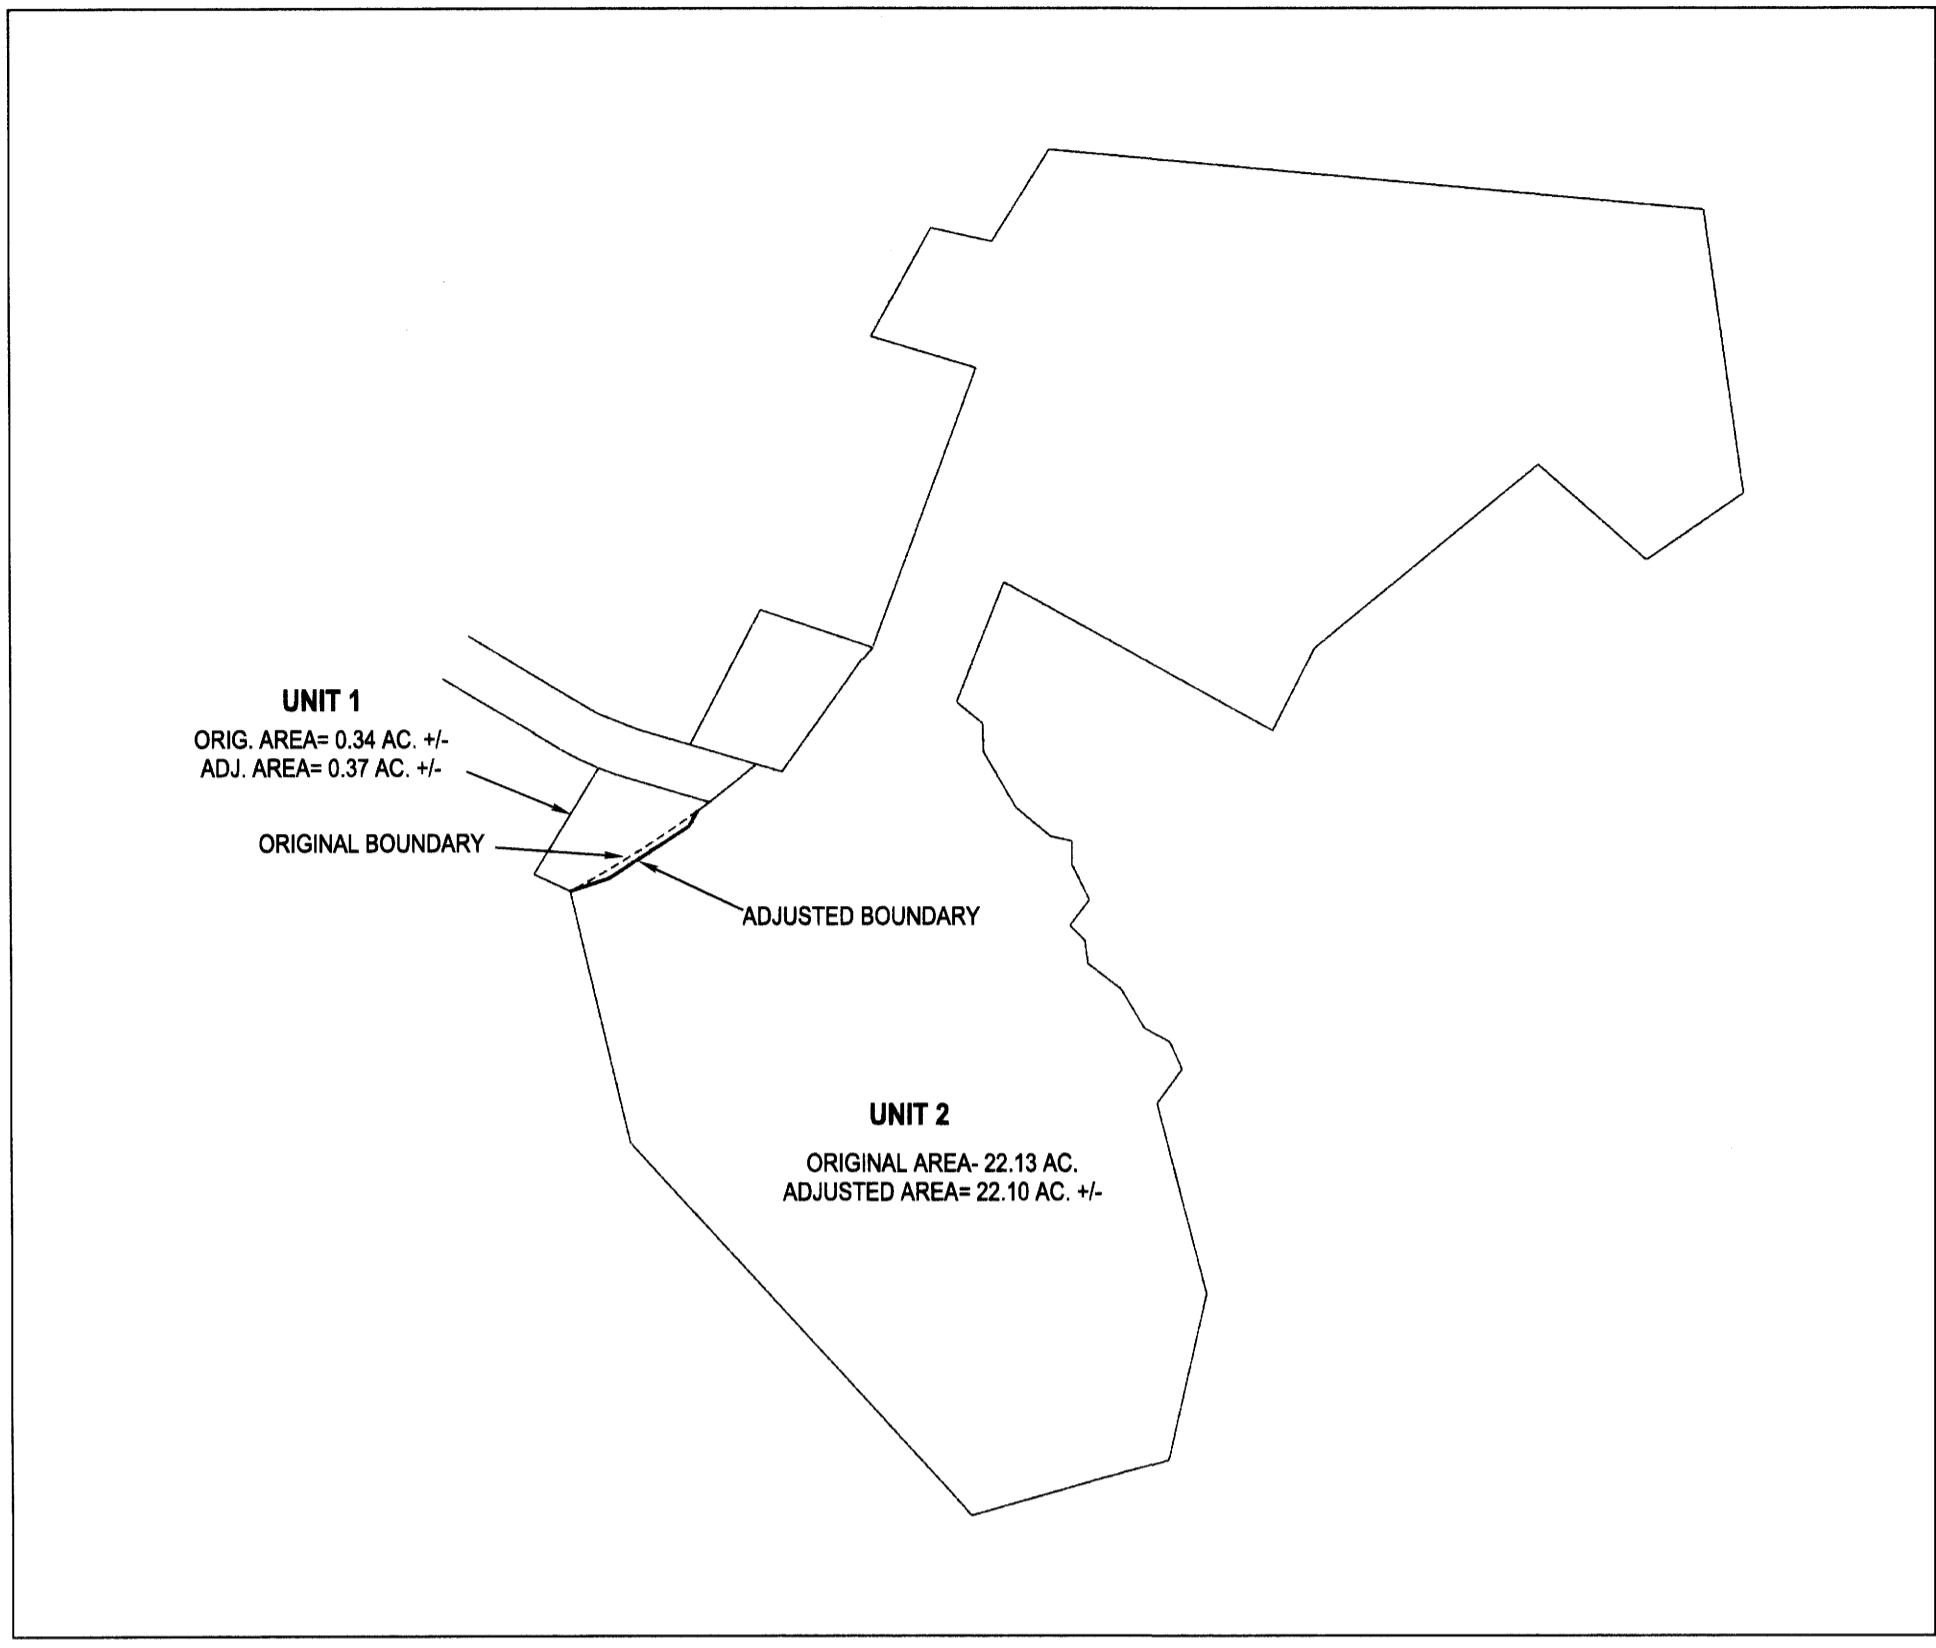 UNIT 1
ORIG. AREA= 0.34 AC. +/-
ADJ. AREA= 0.37 AC. +/-
ORIGINAL BOUNDARY
ADJUSTED BOUNDARY
UNIT 2
ORIGINAL AREA- 22.13 AC.
ADJUSTED AREA= 22.10 AC. +/-